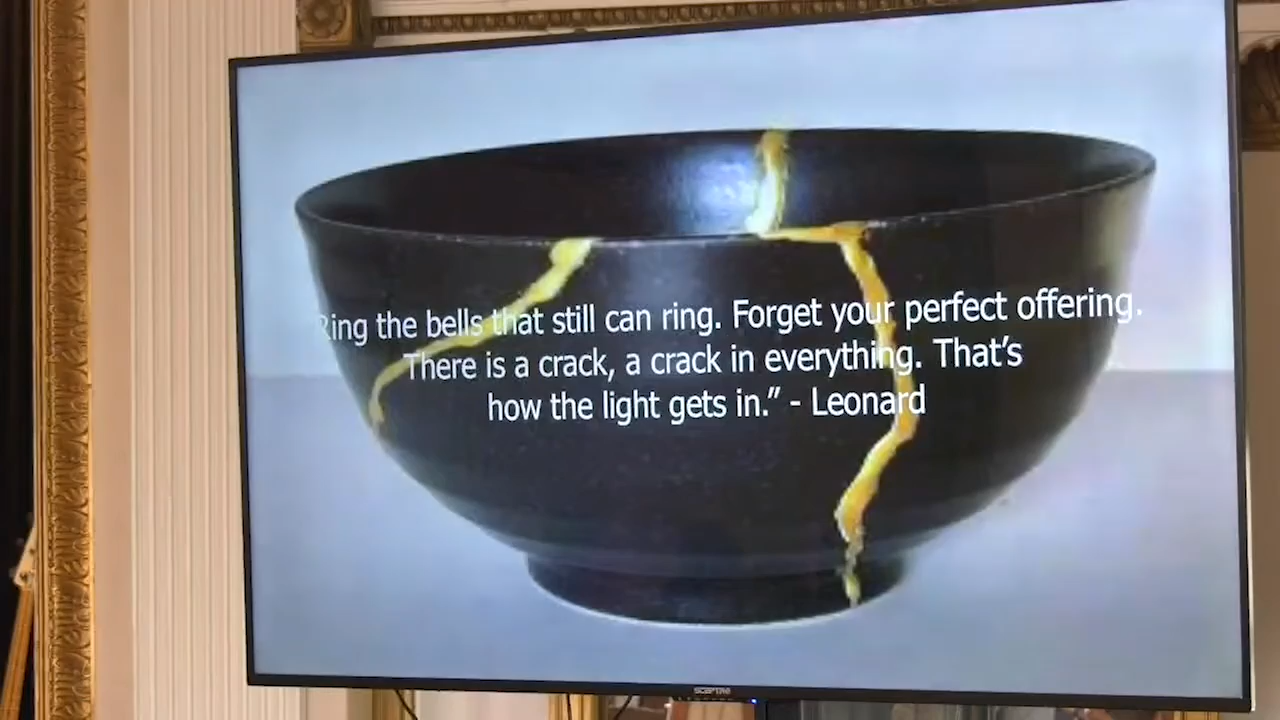 Ring the bells that still can ring. Forget your perfect offering.
There is a crack, a crack in everything. That's
how the light gets in.” - Leonard
SCEPTRE